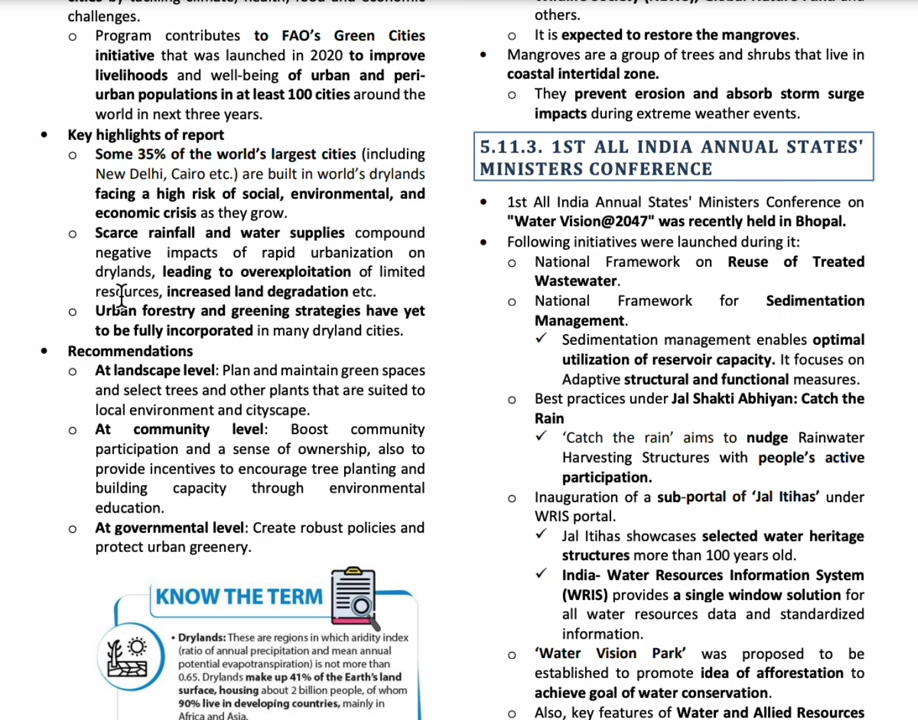 challenges.
o Program contributes to FAO's Green Cities
initiative that was launched in 2020 to improve
livelihoods and well-being of urban and peri-
urban populations in at least 100 cities around the
world in next three years.
• Key highlights of report
o Some 35% of the world's largest cities (including
New Delhi, Cairo etc.) are built in world's drylands
facing a high risk of social, environmental, and
economic crisis as they grow.
o Scarce rainfall and water supplies compound
negative impacts of rapid urbanization on
drylands, leading to overexploitation of limited
resources, increased land degradation etc.
o Urban forestry and greening strategies have yet
to be fully incorporated in many dryland cities.
• Recommendations
o At landscape level: Plan and maintain green spaces
and select trees and other plants that are suited to
local environment and cityscape.
o At community level: Boost community
participation and a sense of ownership, also to
provide incentives to encourage tree planting and
building capacity through environmental
education.
o At governmental level: Create robust policies and
protect urban greenery.
KNOW THE TERM
• Drylands: These are regions in which aridity index
(ratio of annual precipitation and mean annual
potential evapotranspiration) is not more than
0.65. Drylands make up 41% of the Earth's land
surface, housing about 2 billion people, of whom
90% live in developing countries, mainly in
Africa and Asia.
others.
o It is expected to restore the mangroves.
• Mangroves are a group of trees and shrubs that live in
coastal intertidal zone.
o They prevent erosion and absorb storm surge
impacts during extreme weather events.
5.11.3. 1ST ALL INDIA ANNUAL STATES'
MINISTERS CONFERENCE
• 1st All India Annual States' Ministers Conference on
"Water Vision@2047" was recently held in Bhopal.
• Following initiatives were launched during it:
o National Framework on Reuse of Treated
Wastewater.
o National Framework for Sedimentation
Management.
✓ Sedimentation management enables optimal
utilization of reservoir capacity. It focuses on
Adaptive structural and functional measures.
o Best practices under Jal Shakti Abhiyan: Catch the
Rain
✓ 'Catch the rain' aims to nudge Rainwater
Harvesting Structures with people's active
participation.
o Inauguration of a sub-portal of 'Jal Itihas' under
WRIS portal.
✓ Jal Itihas showcases selected water heritage
structures more than 100 years old.
✓ India- Water Resources Information System
(WRIS) provides a single window solution for
all water resources data and standardized
information.
o 'Water Vision Park' was proposed to be
established to promote idea of afforestation to
achieve goal of water conservation.
o Also, key features of Water and Allied Resources